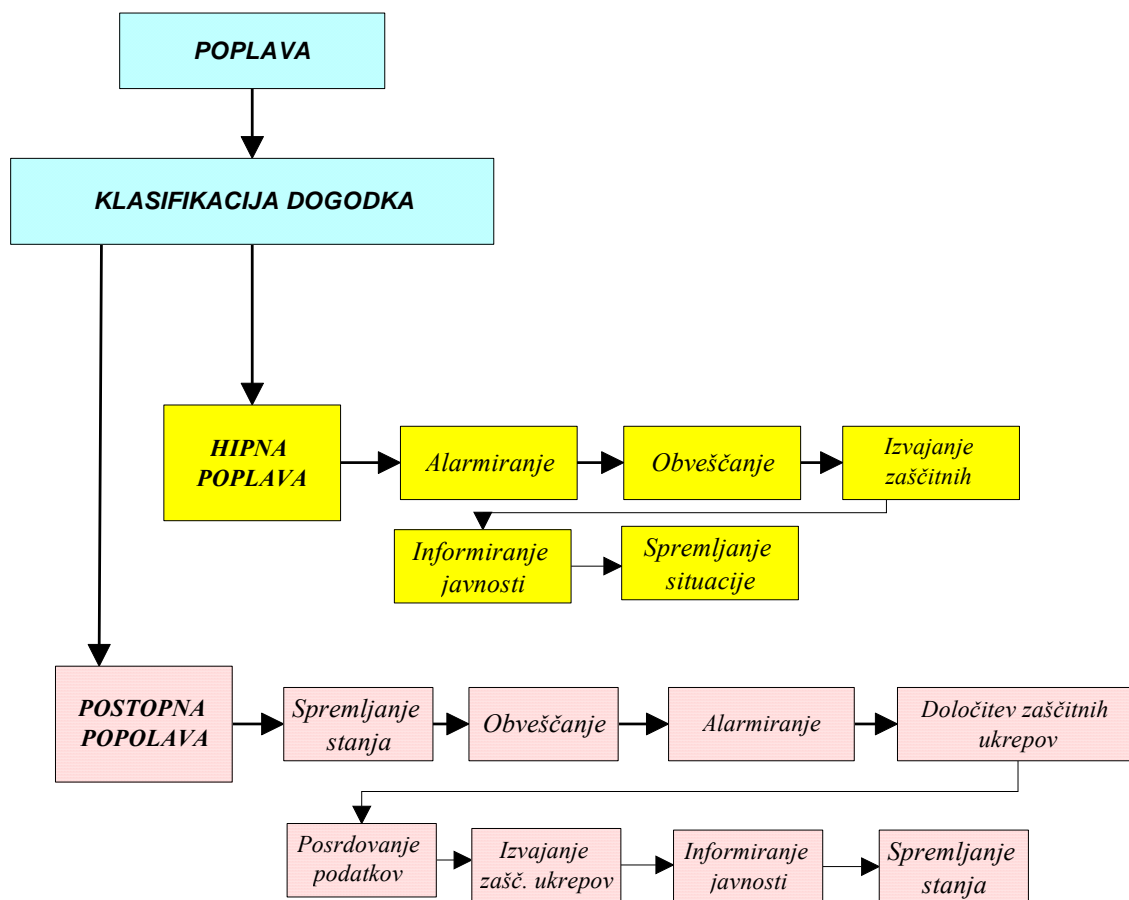 POPLAVA
KLASIFIKACIJA DOGODKA
HIPNA
POPLAVA
Alarmiranje
Obveščanje
Izvajanje
zaščitnih
Informiranje
javnosti
Spremljanje
situacije
POSTOPNA
POPOLAVA
Spremljanje
stanja
Obveščanje
Alarmiranje
Določitev zaščitnih
ukrepov
Posrdovanje
podatkov
Izvajanje
zašč. ukrepov
Informiranje
javnosti
Spremljanje
stanja